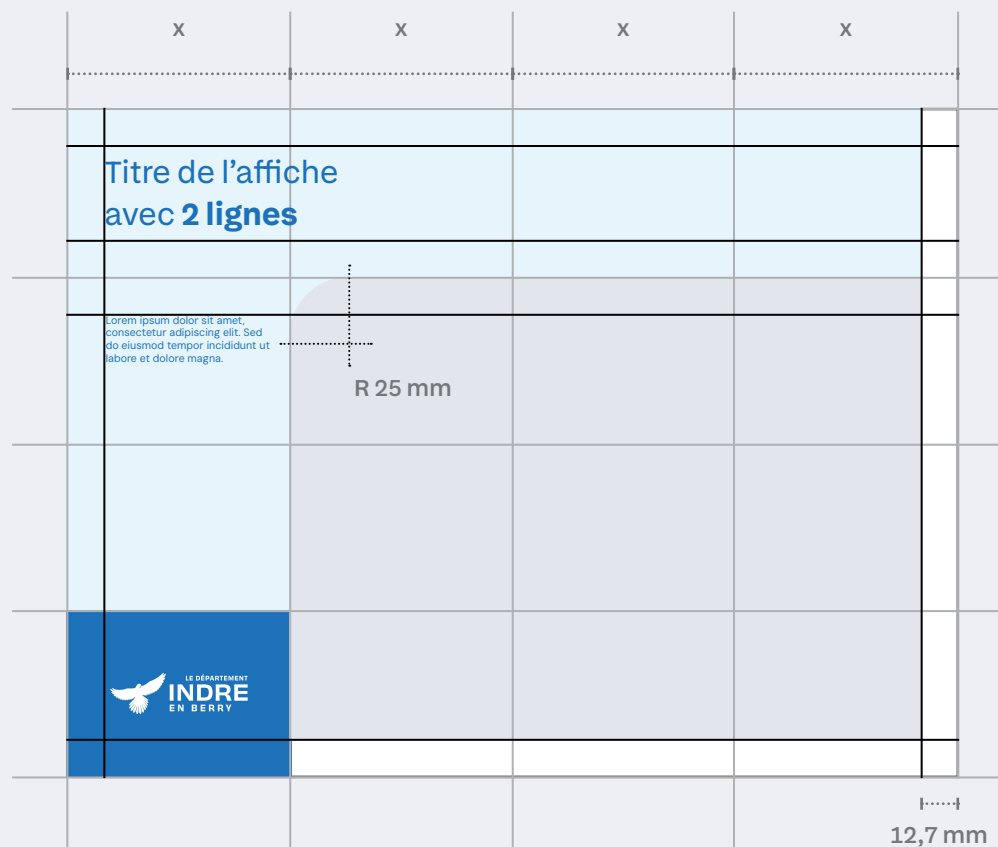 x x x x
Titre de l’affiche
avec 2 lignes
Lorem ipsum dolor sit amet,
consectetur adipiscing elit. Sed
do eiusmod tempor incididunt ut
labore et dolore magna.
R 25 mm
LE DÉPARTEMENT
INDRE
EN BERRY
12,7 mm